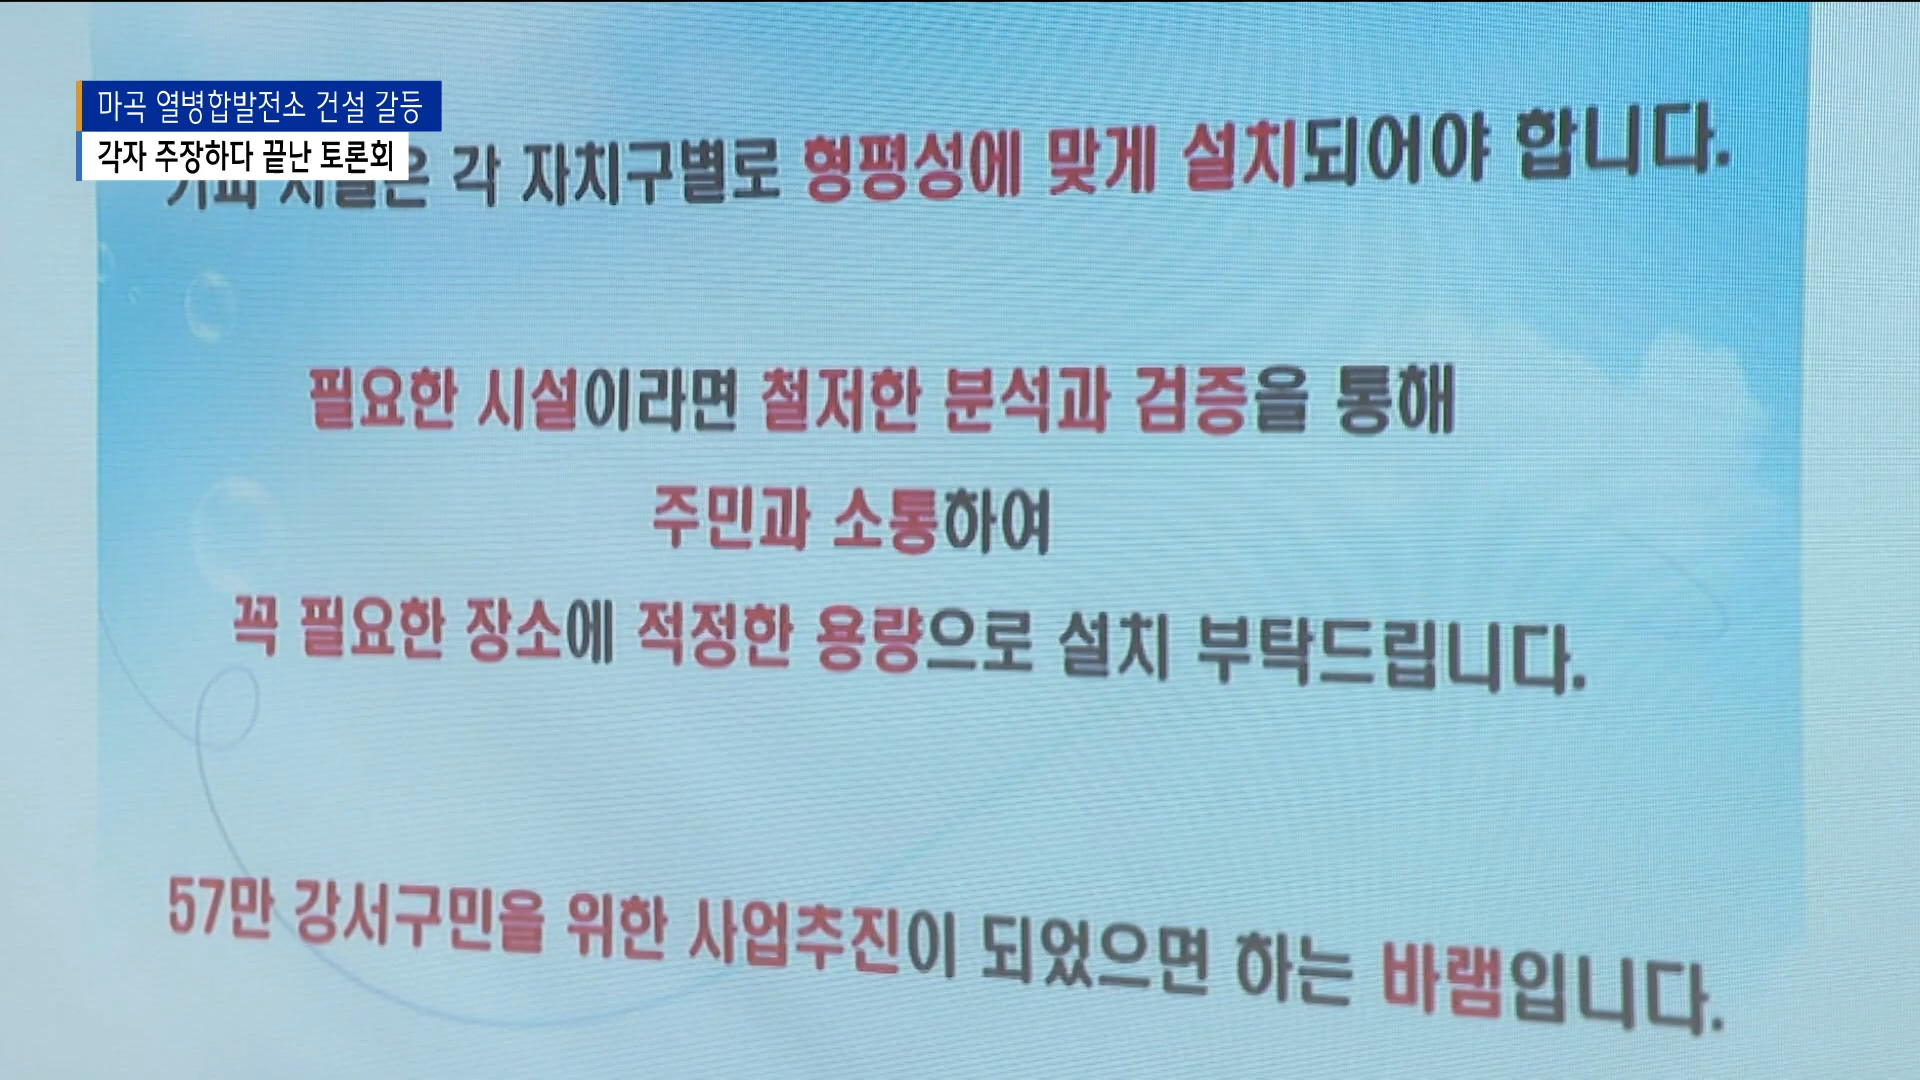 마곡 열병합발전소 건설 갈등
각자 주장하다 끝난 토론회
은 각 자치구별로 형평성에 맞게 설치되어야 합니다.
필요한 시설이라면 철저한 분석과 검증을 통해
주민과 소통하여
꼭 필요한 장소에 적정한 용량으로 설치 부탁드립니다.
57만 강서구민을 위한 사업추진이 되었으면 하는 바램입니다.